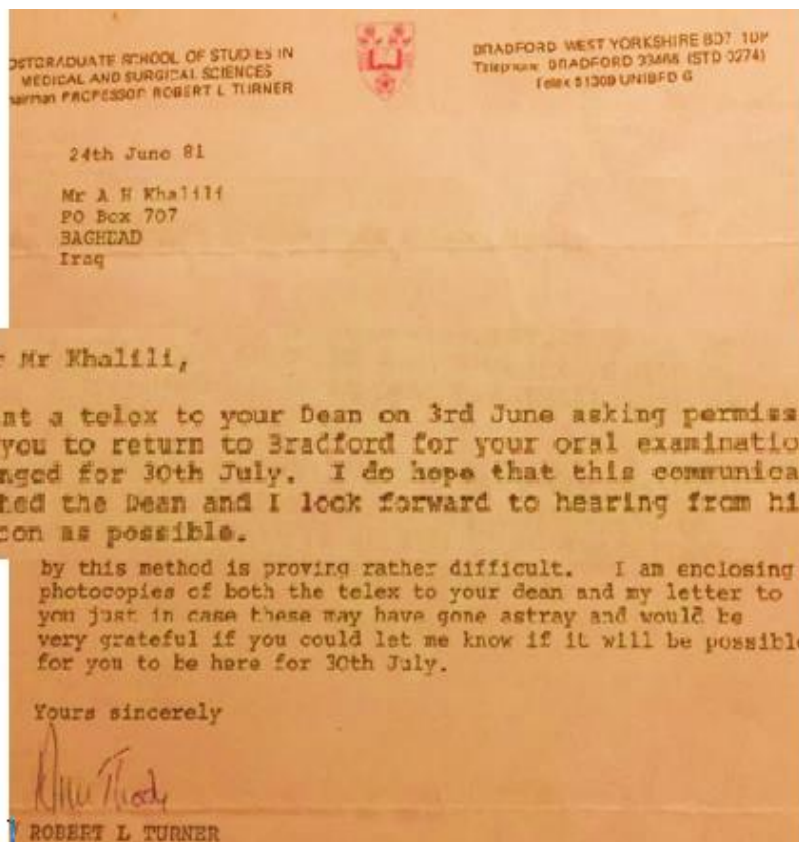 OSTGRADUATE SCHOOL OF STUDIES IN
MEDICAL AND SURGICAL SCIENCES
airman PROFESSOR ROBERT L TURNER
BRADFORD WEST YORKSHIRE BD7 1DP
Telephone BRADFORD 33466 (STD 0274)
Telex 51309 UNIBFD G
24th June 81
Mr A H Khalili
PO Box 707
BAGHDAD
Iraq
r Mr Khalili,
nt a telex to your Dean on 3rd June asking permiss
you to return to Bradford for your oral examinatio
nged for 30th July. I do hope that this communica
hed the Dean and I look forward to hearing from hi
oon as possible.
by this method is proving rather difficult. I am enclosing
photocopies of both the telex to your dean and my letter to
you just in case these may have gone astray and would be
very grateful if you could let me know if it will be possible
for you to be here for 30th July.
Yours sincerely
ROBERT L TURNER